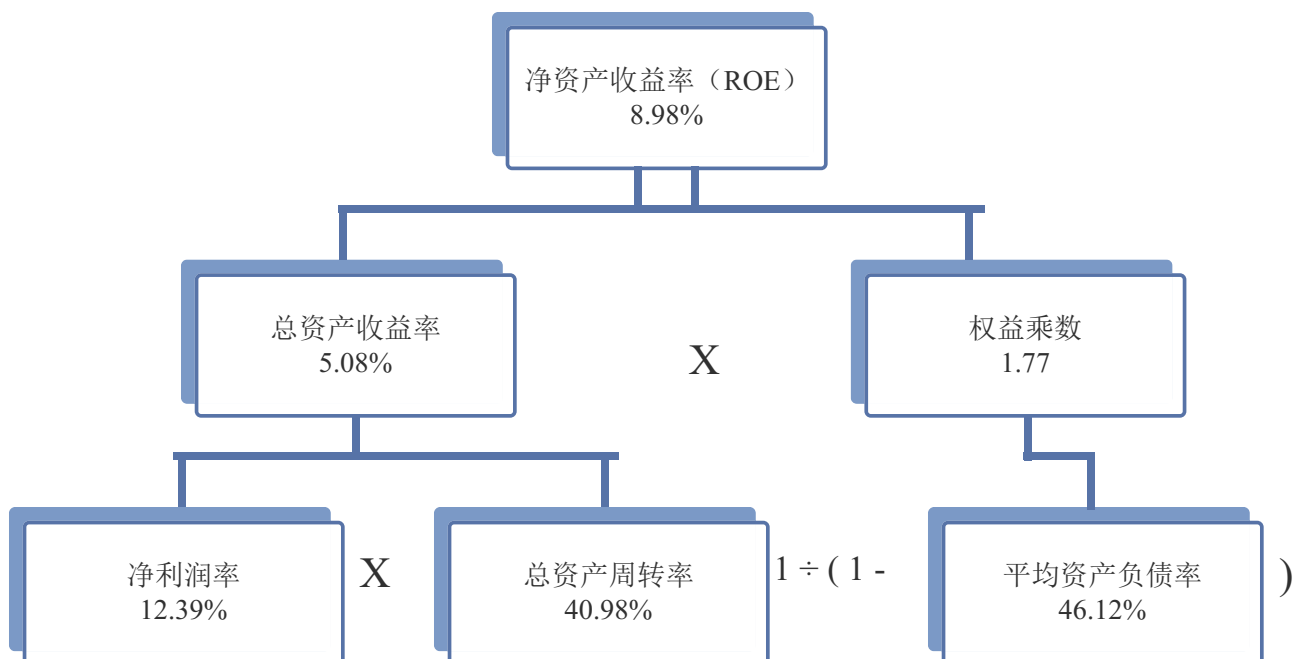 净资产收益率（ROE）
8.98%
总资产收益率
5.08%
X
权益乘数
1.77
净利润率
12.39%
X
总资产周转率
40.98%
1 ÷ ( 1 -
平均资产负债率
46.12%
)